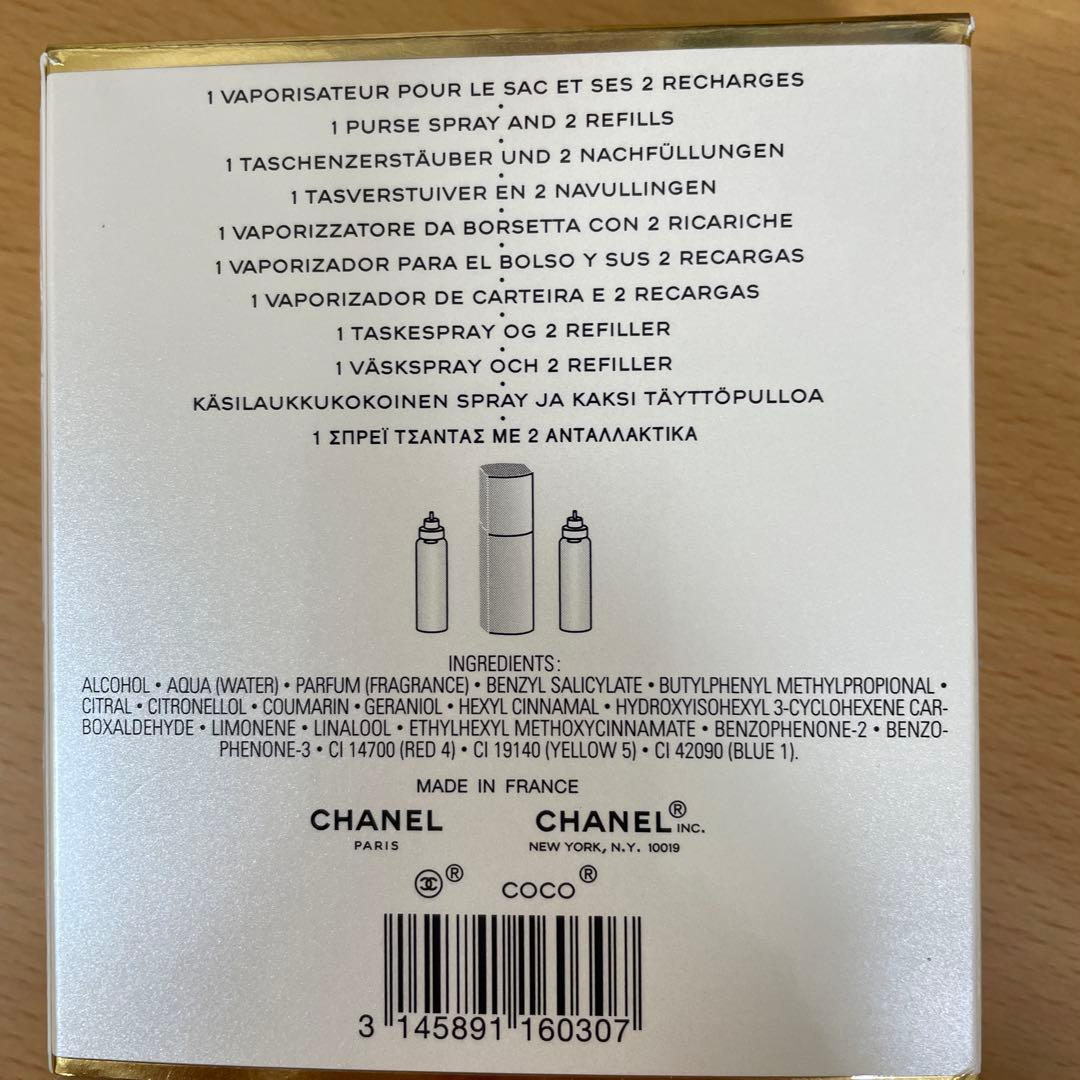 1 VAPORISATEUR POUR LE SAC ET SES 2 RECHARGES
•
1 PURSE SPRAY AND 2 REFILLS
•
1 TASCHENZERSTÄUBER UND 2 NACHFÜLLUNGEN
•
1 TASVERSTUIVER EN 2 NAVULLINGEN
•
1 VAPORIZZATORE DA BORSETTA CON 2 RICARICHE
•
1 VAPORIZADOR PARA EL BOLSO Y SUS 2 RECARGAS
•
1 VAPORIZADOR DE CARTEIRA E 2 RECARGAS
•
1 TASKESPRAY OG 2 REFILLER
•
1 VÄSKSPRAY OCH 2 REFILLER
•
KÄSILAUKKUKOKOINEN SPRAY JA KAKSI TÄYTTÖPULLOA
•
1 ΣΠΡΕΪ ΤΣΑΝΤΑΣ ΜΕ 2 ΑΝΤΑΛΛΑΚΤΙΚΑ
INGREDIENTS:
ALCOHOL • AQUA (WATER) • PARFUM (FRAGRANCE) • BENZYL SALICYLATE • BUTYLPHENYL METHYLPROPIONAL •
CITRAL • CITRONELLOL • COUMARIN • GERANIOL • HEXYL CINNAMAL • HYDROXYISOHEXYL 3-CYCLOHEXENE CAR-
BOXALDEHYDE • LIMONENE • LINALOOL • ETHYLHEXYL METHOXYCINNAMATE • BENZOPHENONE-2 • BENZO-
PHENONE-3 • CI 14700 (RED 4) • CI 19140 (YELLOW 5) • CI 42090 (BLUE 1).
MADE IN FRANCE
CHANEL CHANEL® INC.
PARIS NEW YORK, N.Y. 10019
® COCO®
3 145891 160307